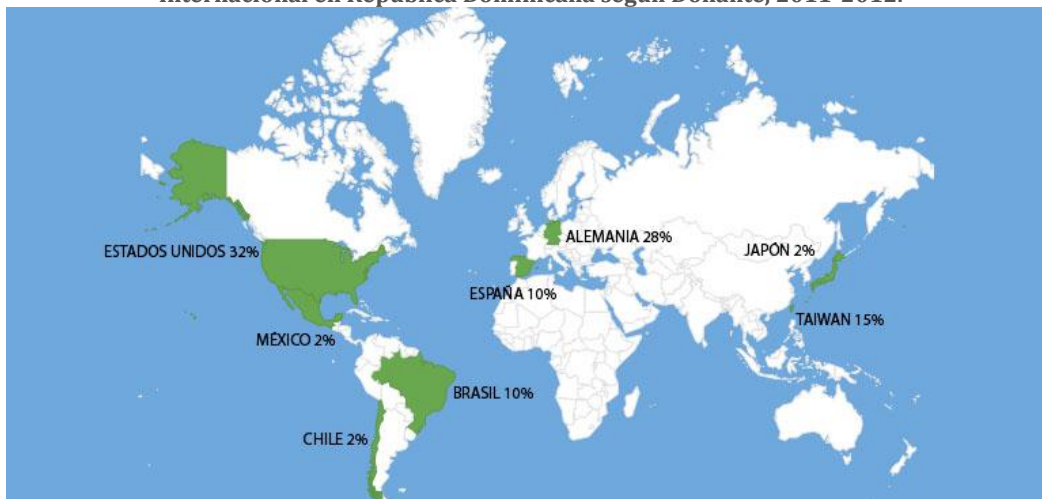 Internacional en República Dominicana según Donante, 2011-2012.
ALEMANIA 28%
JAPÓN 2%
ESTADOS UNIDOS 32%
ESPAÑA 10%
TAIWAN 15%
MÉXICO 2%
BRASIL 10%
CHILE 2%